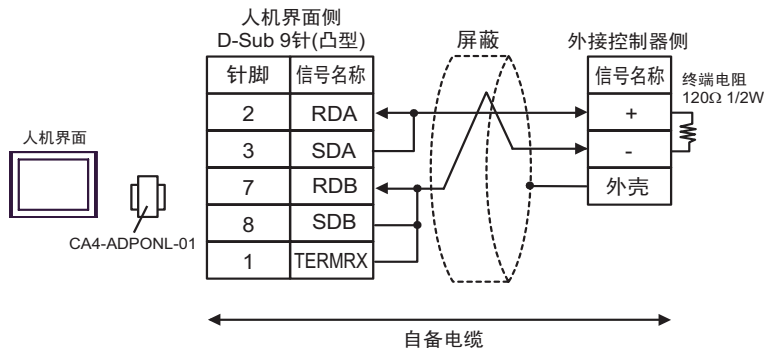 人机界面侧
D-Sub 9针(凸型)
屏蔽
外接控制器侧
针脚 信号名称
信号名称
终端电阻
120Ω 1/2W
2 RDA
+
3 SDA
-
人机界面
7 RDB
外壳
8 SDB
CA4-ADPONL-01
1 TERMRX
自备电缆